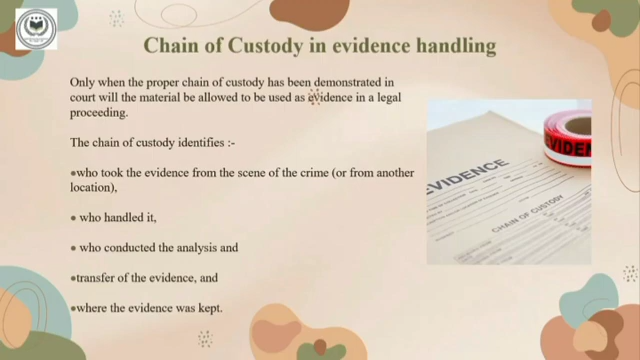 Chain of Custody in evidence handling
Only when the proper chain of custody has been demonstrated in
court will the material be allowed to be used as evidence in a legal
proceeding.
The chain of custody identifies :-
●who took the evidence from the scene of the crime (or from another
location),
● who handled it,
● who conducted the analysis and
●transfer of the evidence, and
●where the evidence was kept.
EVIDENCE
CHAIN OF CUSTODY
EVIDEN